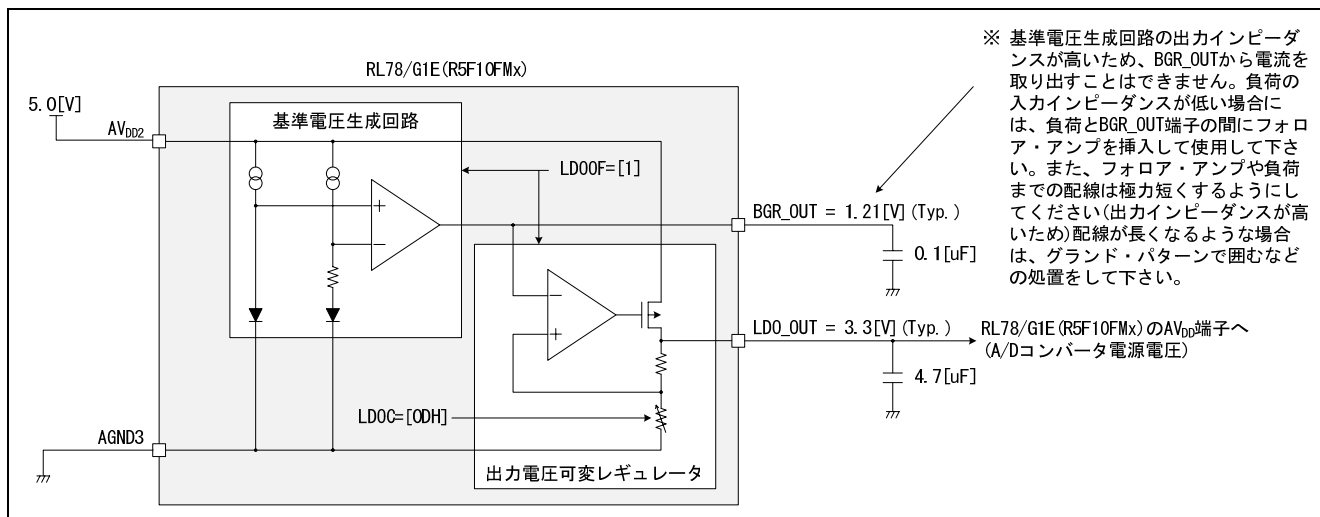 RL78/G1E(R5F10FMx)
※ 基準電圧生成回路の出力インピーダ
ンスが高いため、BGR_OUTから電流を
取り出すことはできません。負荷の
入力インピーダンスが低い場合に
は、負荷とBGR_OUT端子の間にフォロ
ア・アンプを挿入して使用して下さ
い。また、フォロア・アンプや負荷
までの配線は極力短くするようにし
てください(出力インピーダンスが高
いため)配線が長くなるような場合
は、グランド・パターンで囲むなど
の処置をして下さい。
5.0[V]
AVDD2
基準電圧生成回路
LDOOF=[1]
BGR_OUT = 1.21[V](Typ.)
0.1[uF]
LDO_OUT = 3.3[V](Typ.)
RL78/G1E(R5F10FMx)のAVDD端子へ
(A/Dコンバータ電源電圧)
4.7[uF]
LDOC=[0DH]
AGND3
出力電圧可変レギュレータ
+
−
−
+